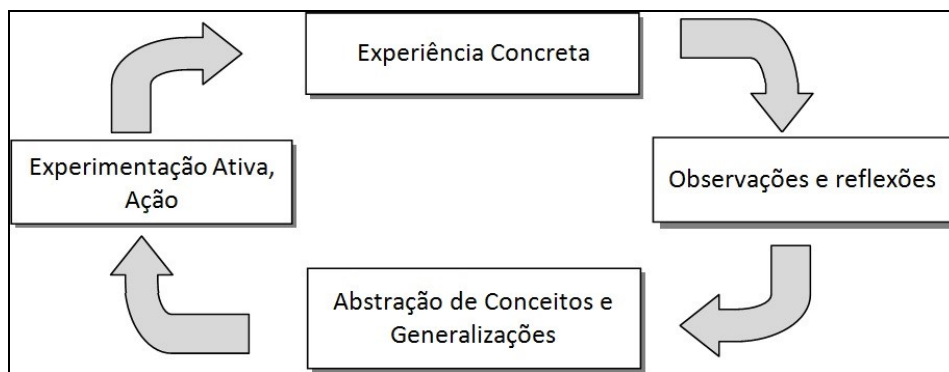 Experiência Concreta
Observações e reflexões
Abstração de Conceitos e
Generalizações
Experimentação Ativa,
Ação